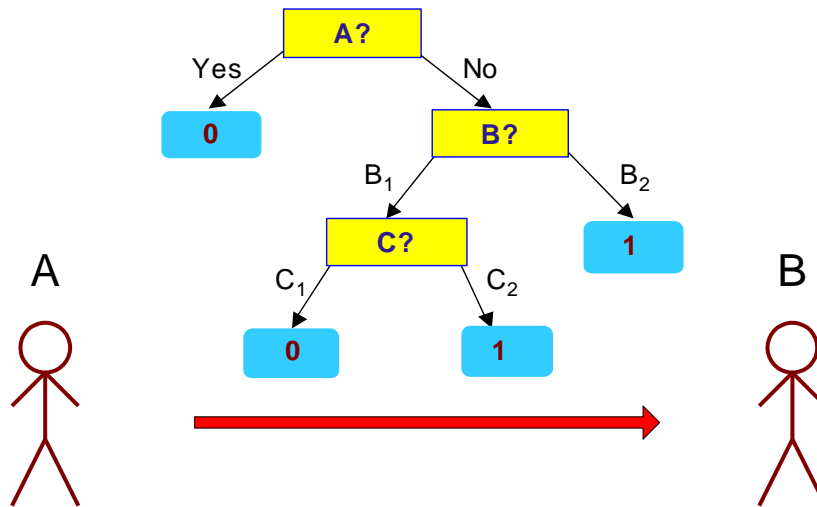 A?
Yes No
0
B?
B₁ B₂
C?
1
A
B
C₁ C₂
0
1